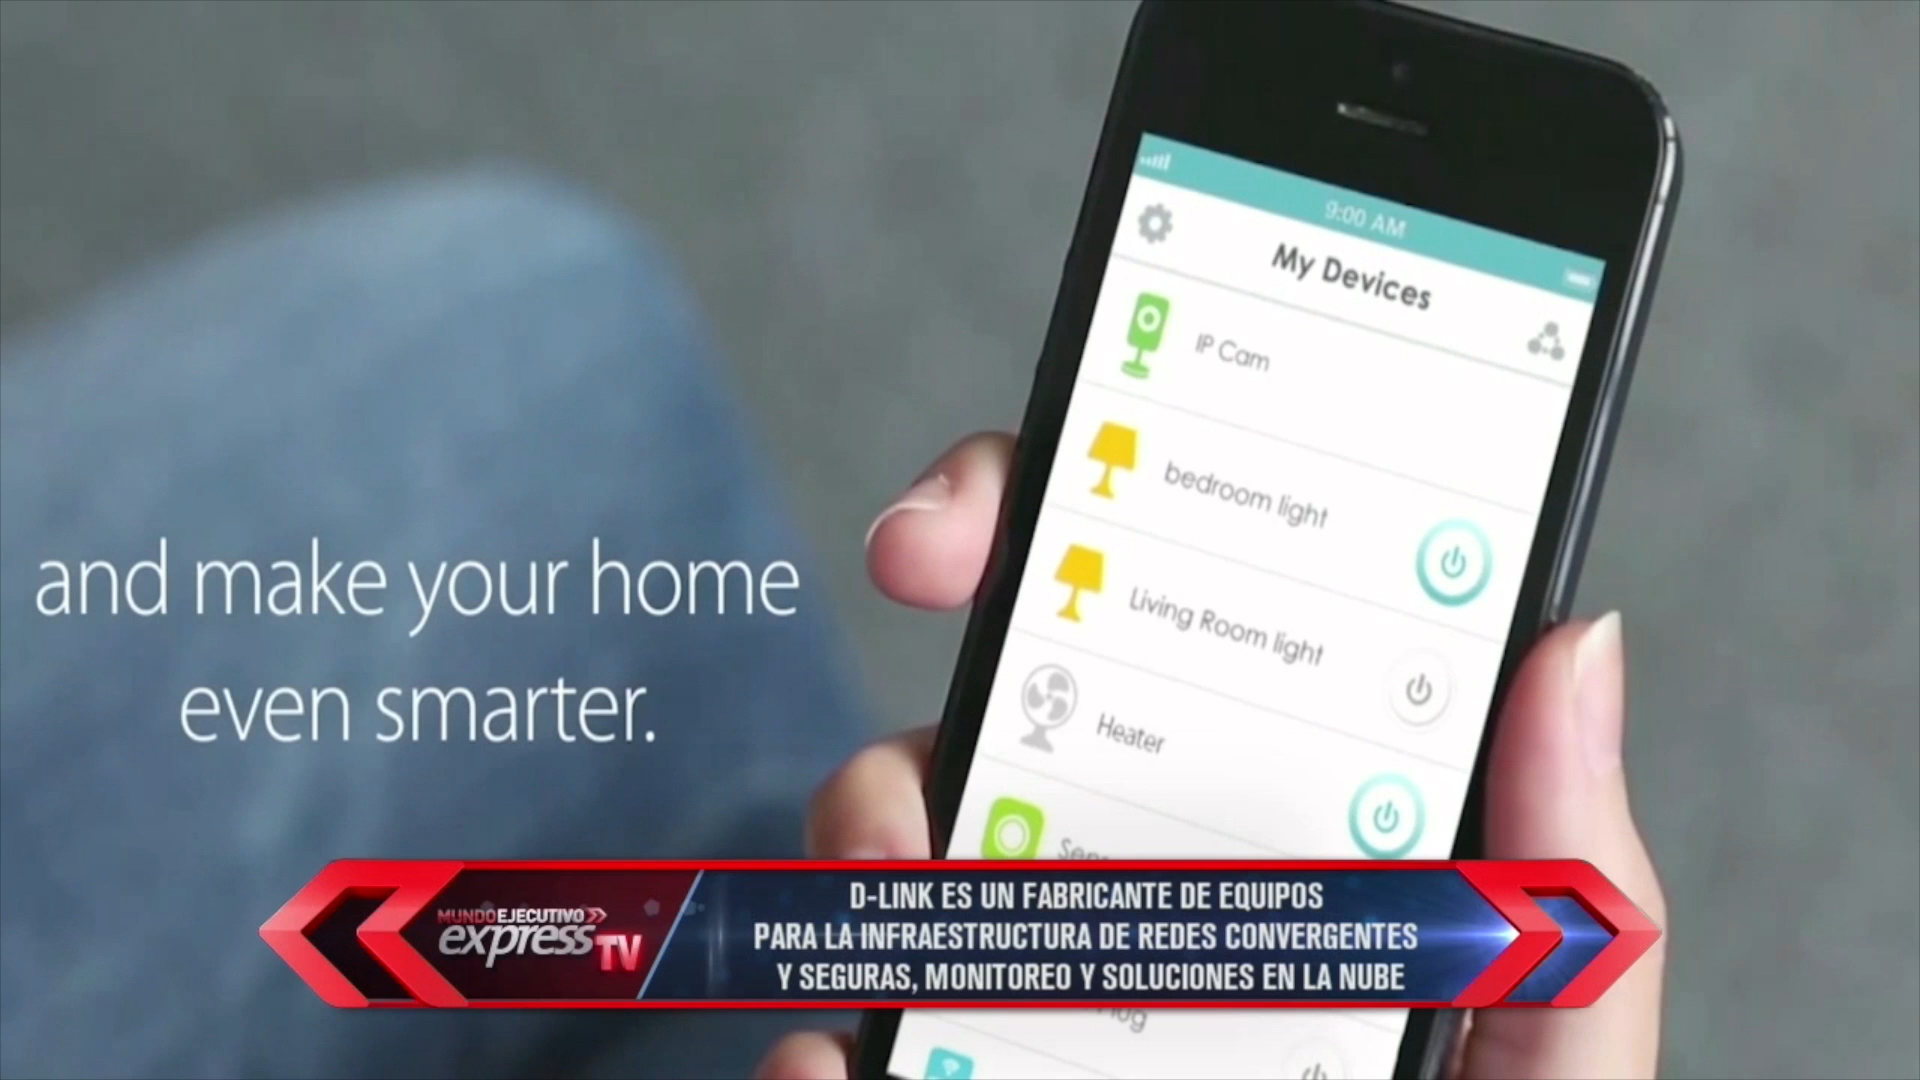 9:00 AM
My Devices
IP Cam
bedroom light
Living Room light
Heater
and make your home
even smarter.
MUNDO EJECUTIVO
express TV
D-LINK ES UN FABRICANTE DE EQUIPOS
PARA LA INFRAESTRUCTURA DE REDES CONVERGENTES
Y SEGURAS, MONITOREO Y SOLUCIONES EN LA NUBE